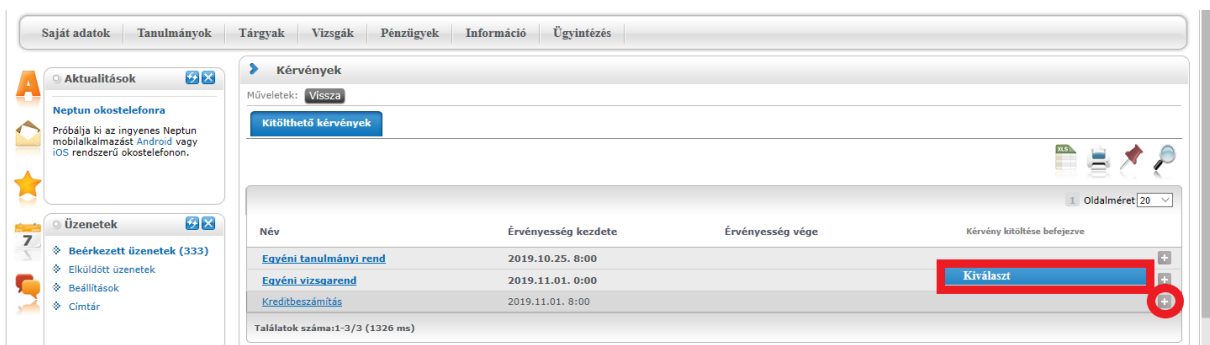 Saját adatok Tanulmányok Tárgyak Vizsgák Pénzügyek Információ Ügyintézés
Aktualitások
Neptun okostelefonra
Próbálja ki az ingyenes Neptun
mobilalkalmazást Android vagy
iOS rendszerű okostelefonon.
7
Üzenetek
Beérkezett üzenetek (333)
Elküldött üzenetek
Beállítások
Címtár
Kérvények
Műveletek: Vissza
Kitölthető kérvények
XLS
1 Oldalméret 20
Név Érvényesség kezdete Érvényesség vége Kérvény kitöltése befejezve
Egyéni tanulmányi rend 2019.10.25. 8:00
Egyéni vizsgarend 2019.11.01. 0:00
Kiválaszt
Kreditbeszámítás 2019.11.01. 8:00
Találatok száma:1-3/3 (1326 ms)